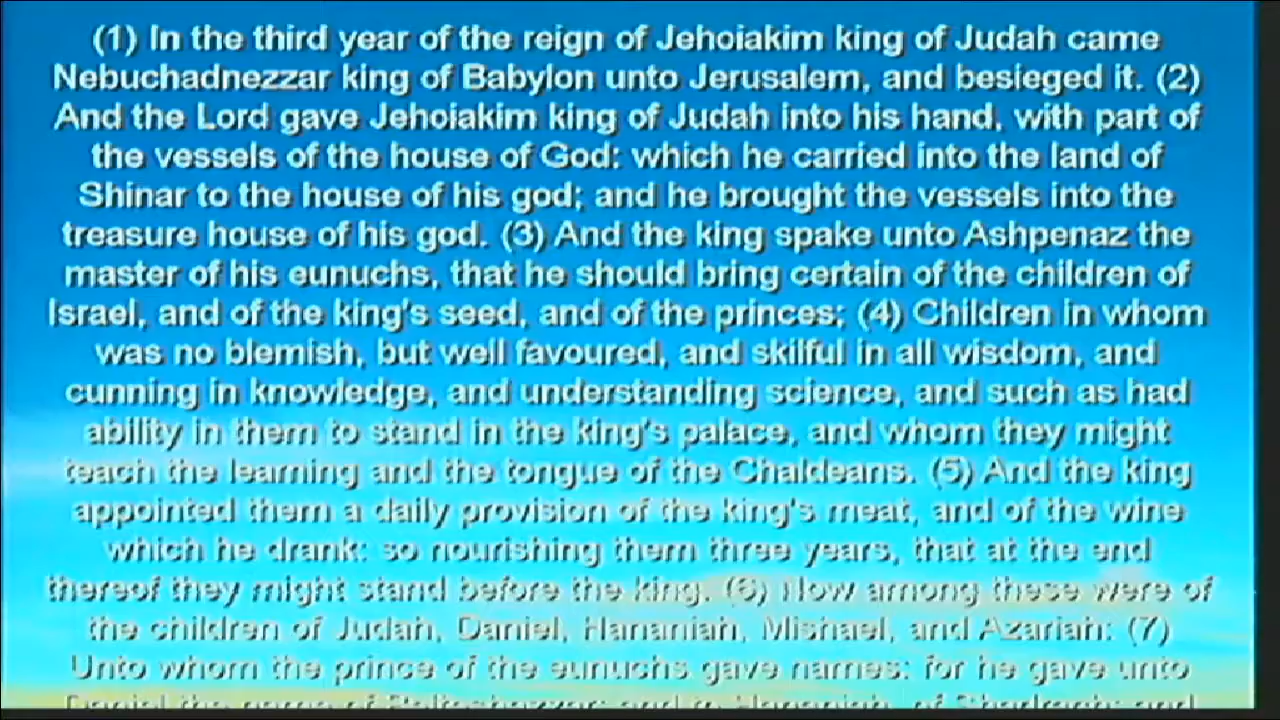 (1) In the third year of the reign of Jehoiakim king of Judah came
Nebuchadnezzar king of Babylon unto Jerusalem, and besieged it. (2)
And the Lord gave Jehoiakim king of Judah into his hand, with part of
the vessels of the house of God: which he carried into the land of
Shinar to the house of his god; and he brought the vessels into the
treasure house of his god. (3) And the king spake unto Ashpenaz the
master of his eunuchs, that he should bring certain of the children of
Israel, and of the king's seed, and of the princes; (4) Children in whom
was no blemish, but well favoured, and skilful in all wisdom, and
cunning in knowledge, and understanding science, and such as had
ability in them to stand in the king's palace, and whom they might
teach the learning and the tongue of the Chaldeans. (5) And the king
appointed them a daily provision of the king's meat, and of the wine
which he drank: so nourishing them three years, that at the end
thereof they might stand before the king. (6) Now among these were of
the children of Judah, Daniel, Hananiah, Mishael, and Azariah: (7)
Unto whom the prince of the eunuchs gave names: for he gave unto
Daniel the name of Belteshazzar; and to Hananiah, of Shadrach; and